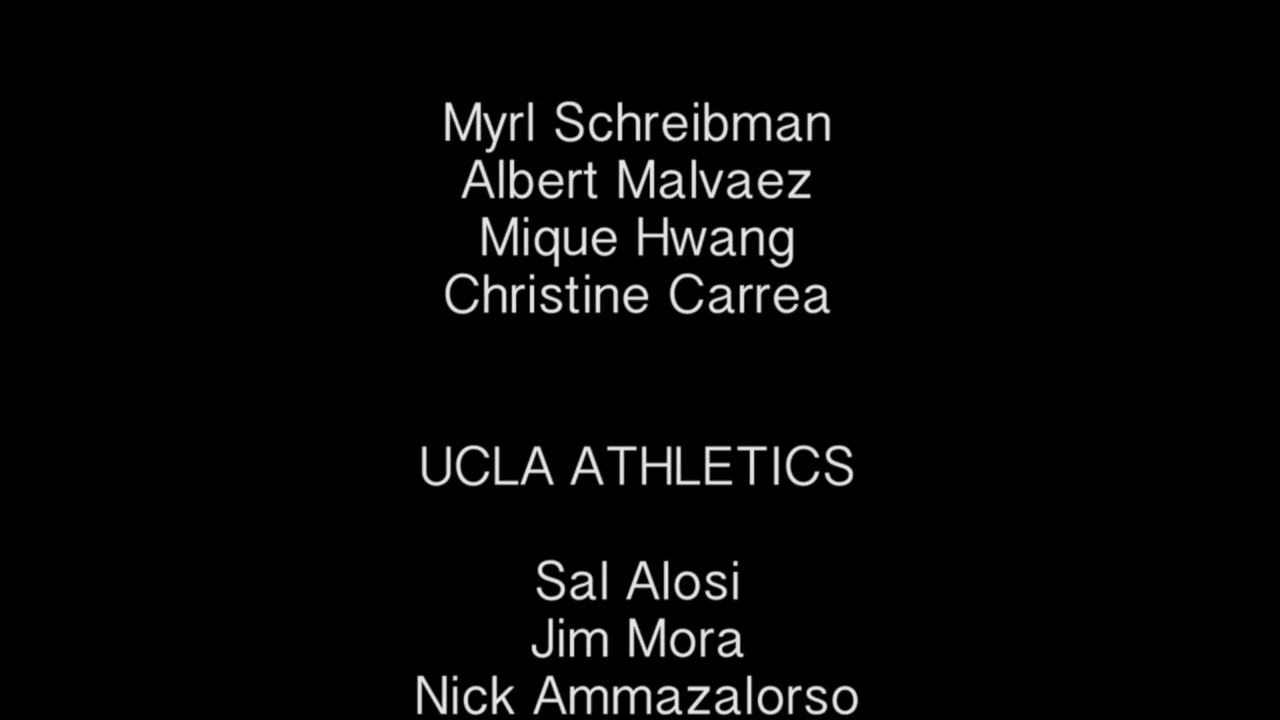 Myrl Schreibman
Albert Malvaez
Mique Hwang
Christine Carrea
UCLA ATHLETICS
Sal Alosi
Jim Mora
Nick Ammazalorso